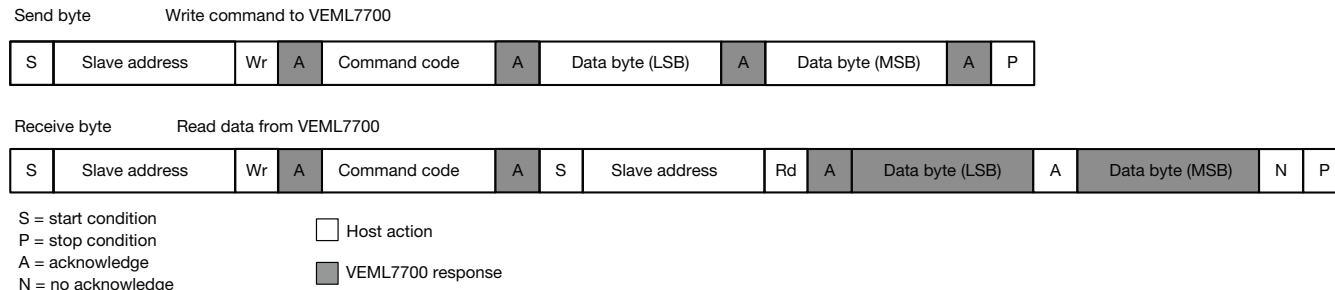 Send byte Write command to VEML7700
S Slave address Wr A Command code A Data byte (LSB) A Data byte (MSB) A P
Receive byte Read data from VEML7700
S Slave address Wr A Command code A S Slave address Rd A Data byte (LSB) A Data byte (MSB) N P
S = start condition
P = stop condition
A = acknowledge
N = no acknowledge
Host action
VEML7700 response